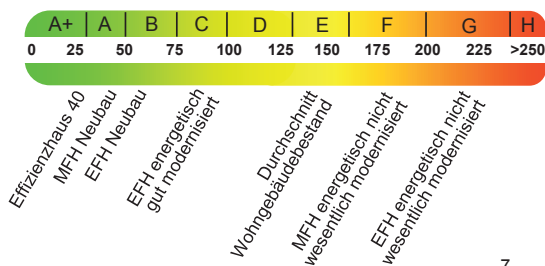 A+ A B C D E F G H
0 25 50 75 100 125 150 175 200 225 >250
Effizienzhaus 40
MFH Neubau
EFH Neubau
EFH energetisch
gut modernisiert
Durchschnitt
Wohngebäudebestand
MFH energetisch nicht
wesentlich modernisiert
EFH energetisch nicht
wesentlich modernisiert
7